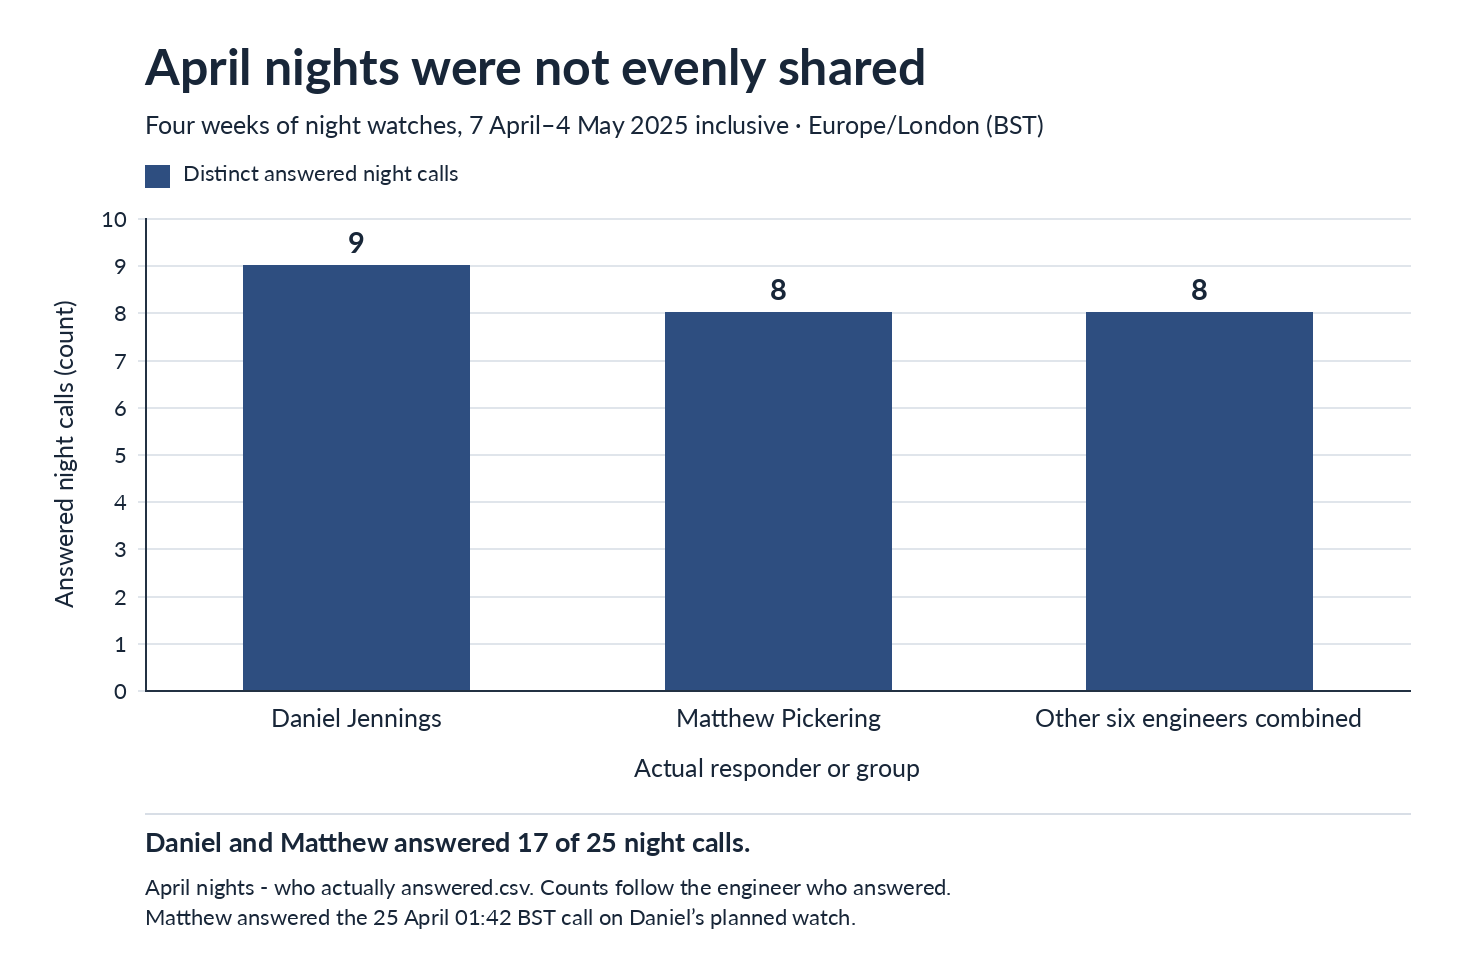 April nights were not evenly shared
Four weeks of night watches, 7 April–4 May 2025 inclusive · Europe/London (BST)
Distinct answered night calls
Answered night calls (count)
10
9
8
7
6
5
4
3
2
1
0
9
8
8
Daniel Jennings
Matthew Pickering
Other six engineers combined
Actual responder or group
Daniel and Matthew answered 17 of 25 night calls.
April nights - who actually answered.csv. Counts follow the engineer who answered.
Matthew answered the 25 April 01:42 BST call on Daniel’s planned watch.